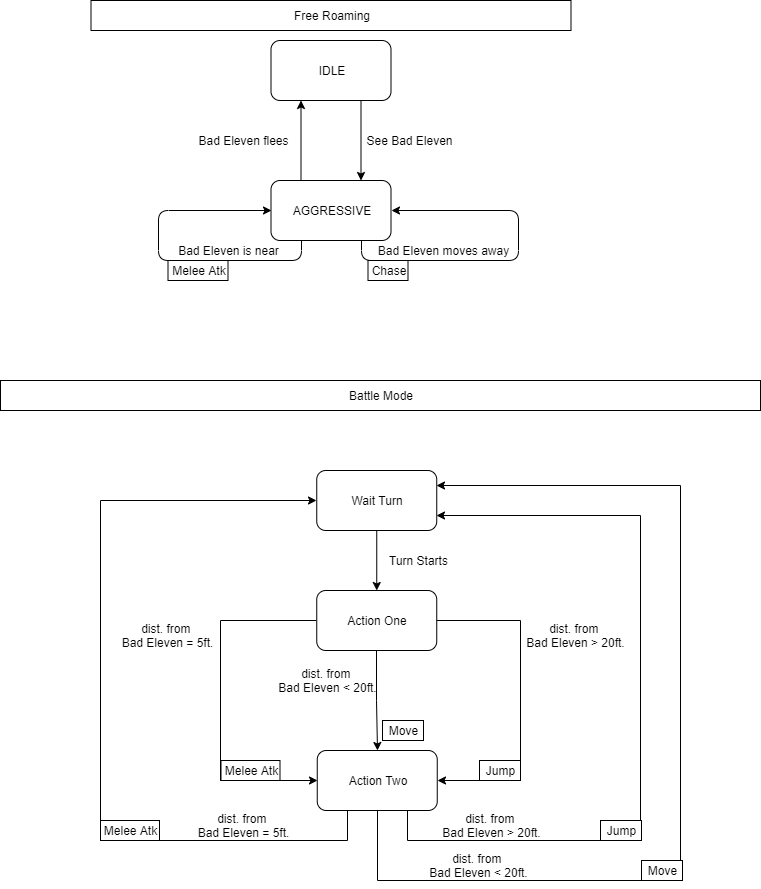 Free Roaming
IDLE
Bad Eleven flees
See Bad Eleven
AGGRESSIVE
Bad Eleven is near
Bad Eleven moves away
Melee Atk
Chase
Battle Mode
Wait Turn
Turn Starts
Action One
dist. from
Bad Eleven = 5ft.
dist. from
Bad Eleven > 20ft.
dist. from
Bad Eleven < 20ft.
Move
Melee Atk
Jump
Action Two
dist. from
Bad Eleven = 5ft.
Melee Atk
dist. from
Bad Eleven > 20ft.
Jump
dist. from
Bad Eleven < 20ft.
Move